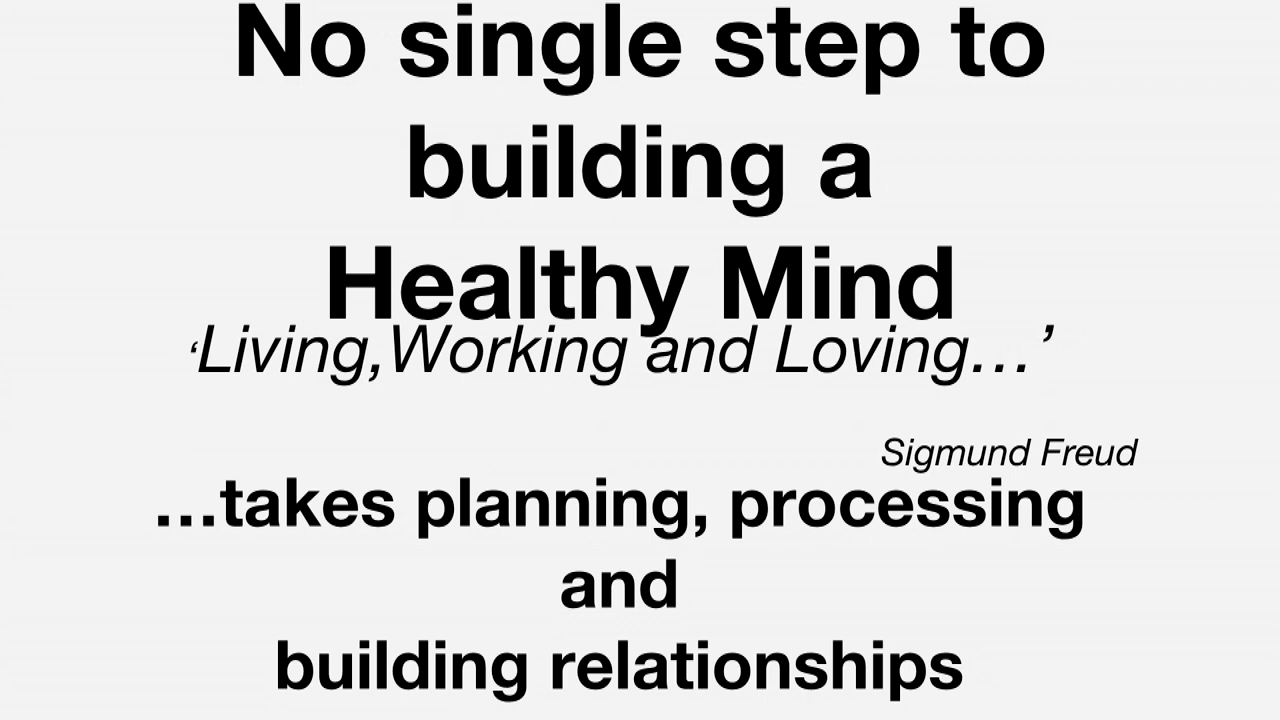 No single step to
building a
Healthy Mind
‘Living,Working and Loving…’
Sigmund Freud
…takes planning, processing
and
building relationships